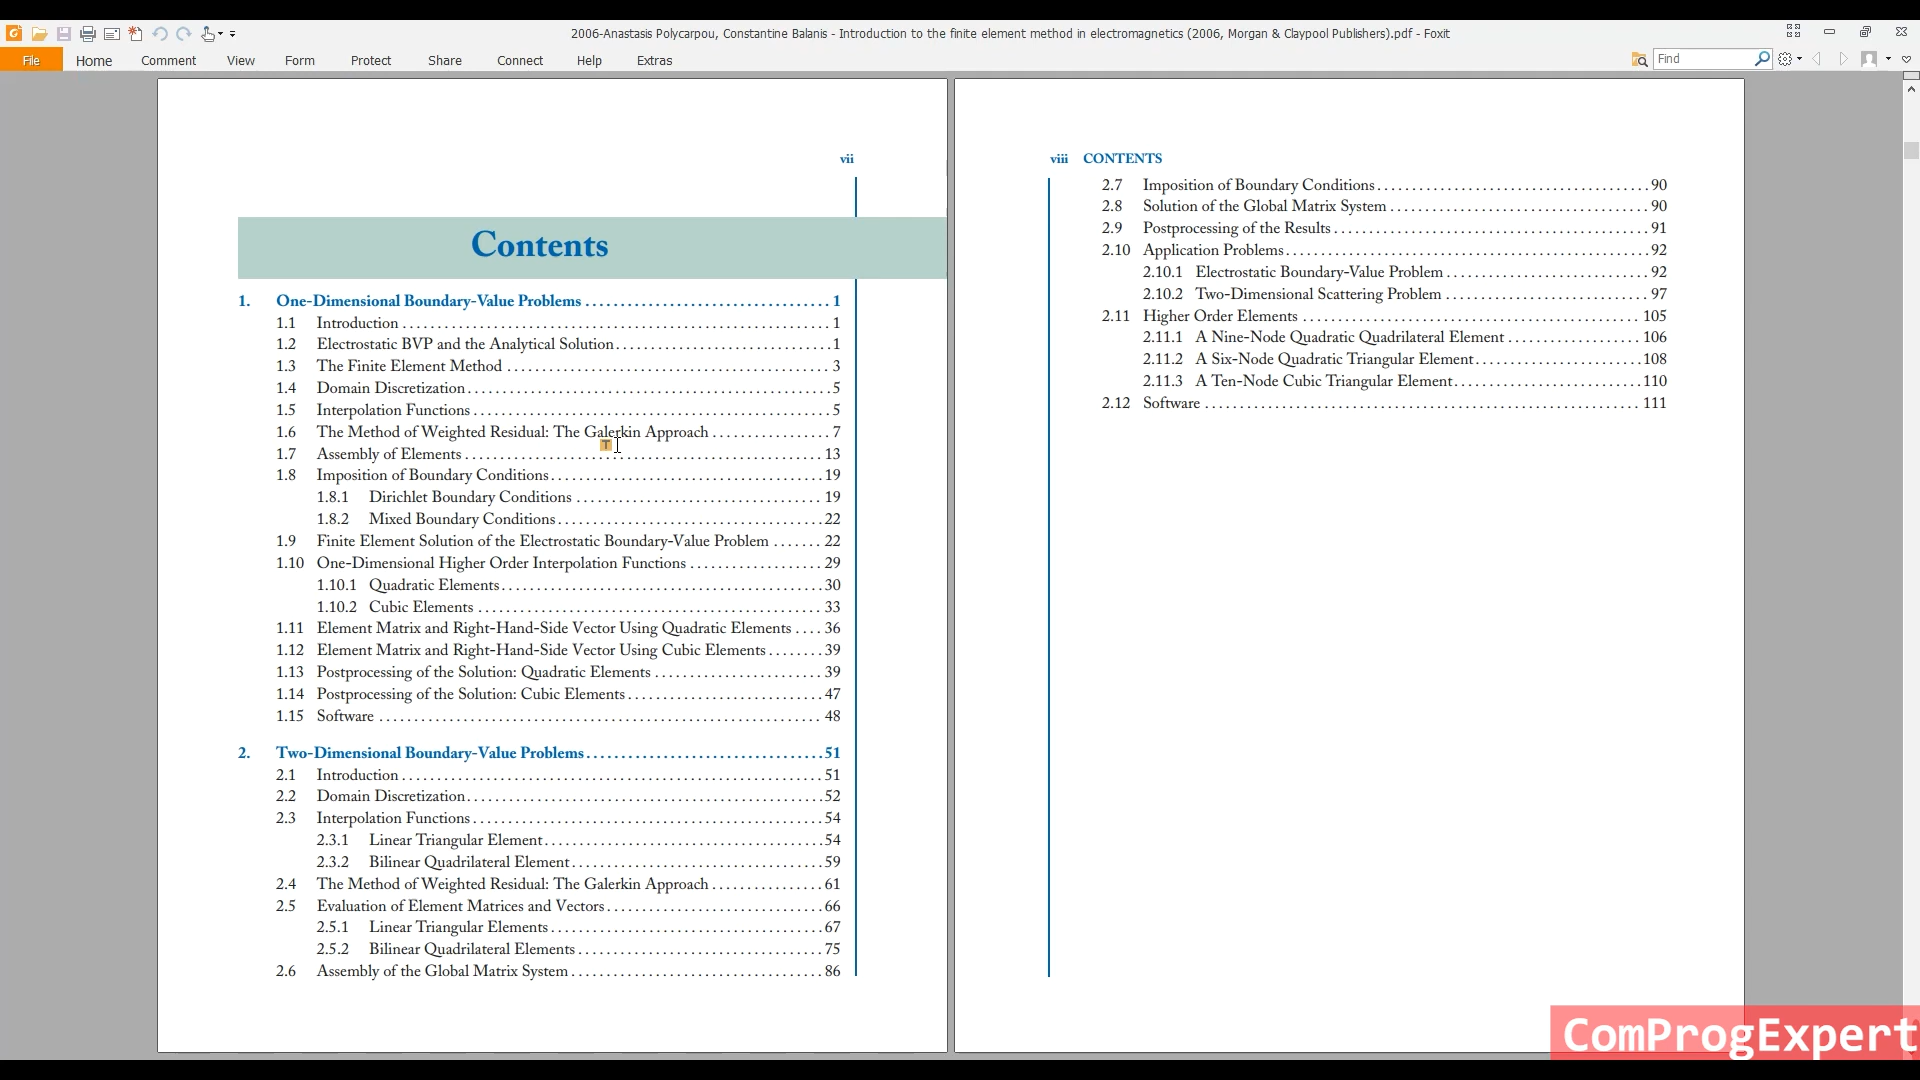 2006-Anastasis Polycarpou, Constantine Balanis - Introduction to the finite element method in electromagnetics (2006, Morgan & Claypool Publishers).pdf - Foxit
File Home Comment View Form Protect Share Connect Help Extras Find
vii
Contents
1. One-Dimensional Boundary-Value Problems 1
1.1 Introduction 1
1.2 Electrostatic BVP and the Analytical Solution 1
1.3 The Finite Element Method 3
1.4 Domain Discretization 5
1.5 Interpolation Functions 5
1.6 The Method of Weighted Residual: The Galerkin Approach 7
1.7 Assembly of Elements 13
1.8 Imposition of Boundary Conditions 19
1.8.1 Dirichlet Boundary Conditions 19
1.8.2 Mixed Boundary Conditions 22
1.9 Finite Element Solution of the Electrostatic Boundary-Value Problem 22
1.10 One-Dimensional Higher Order Interpolation Functions 29
1.10.1 Quadratic Elements 30
1.10.2 Cubic Elements 33
1.11 Element Matrix and Right-Hand-Side Vector Using Quadratic Elements 36
1.12 Element Matrix and Right-Hand-Side Vector Using Cubic Elements 39
1.13 Postprocessing of the Solution: Quadratic Elements 39
1.14 Postprocessing of the Solution: Cubic Elements 47
1.15 Software 48
2. Two-Dimensional Boundary-Value Problems 51
2.1 Introduction 51
2.2 Domain Discretization 52
2.3 Interpolation Functions 54
2.3.1 Linear Triangular Element 54
2.3.2 Bilinear Quadrilateral Element 59
2.4 The Method of Weighted Residual: The Galerkin Approach 61
2.5 Evaluation of Element Matrices and Vectors 66
2.5.1 Linear Triangular Elements 67
2.5.2 Bilinear Quadrilateral Elements 75
2.6 Assembly of the Global Matrix System 86
viii CONTENTS
2.7 Imposition of Boundary Conditions 90
2.8 Solution of the Global Matrix System 90
2.9 Postprocessing of the Results 91
2.10 Application Problems 92
2.10.1 Electrostatic Boundary-Value Problem 92
2.10.2 Two-Dimensional Scattering Problem 97
2.11 Higher Order Elements 105
2.11.1 A Nine-Node Quadratic Quadrilateral Element 106
2.11.2 A Six-Node Quadratic Triangular Element 108
2.11.3 A Ten-Node Cubic Triangular Element 110
2.12 Software 111
ComProgExpert